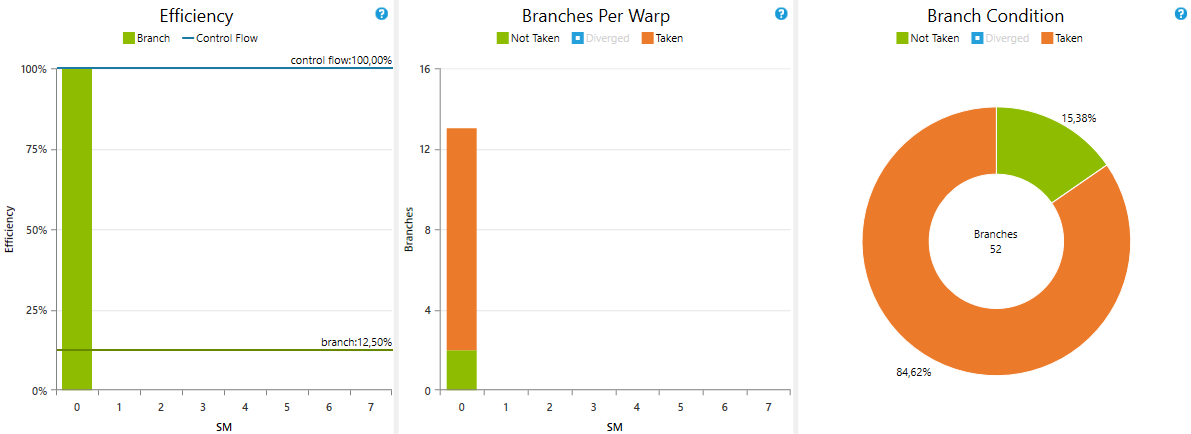 Efficiency
?
Branch
Control Flow
control flow:100,00%
100%
75%
50%
25%
0%
branch:12,50%
Efficiency
0 1 2 3 4 5 6 7
SM
Branches Per Warp
?
Not Taken
Diverged
Taken
16
12
8
4
0
Branches
0 1 2 3 4 5 6 7
SM
Branch Condition
?
Not Taken
Diverged
Taken
15,38%
Branches
52
84,62%